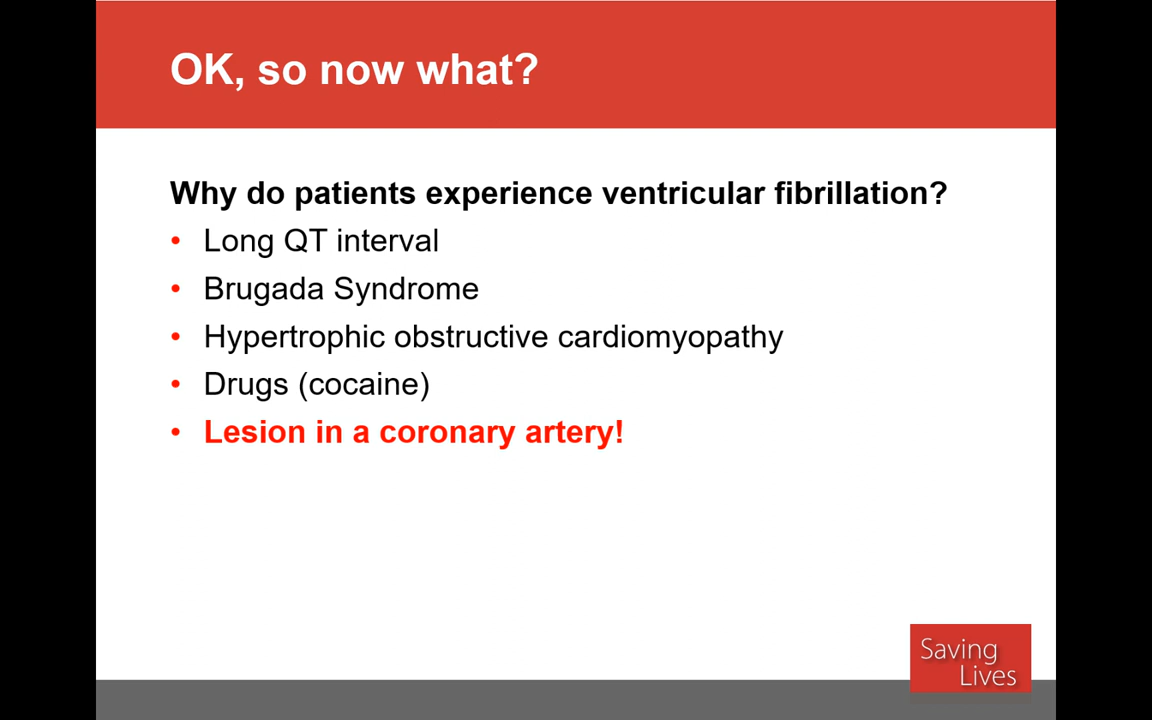 OK, so now what?
Why do patients experience ventricular fibrillation?
• Long QT interval
• Brugada Syndrome
• Hypertrophic obstructive cardiomyopathy
• Drugs (cocaine)
• Lesion in a coronary artery!
Saving
Lives